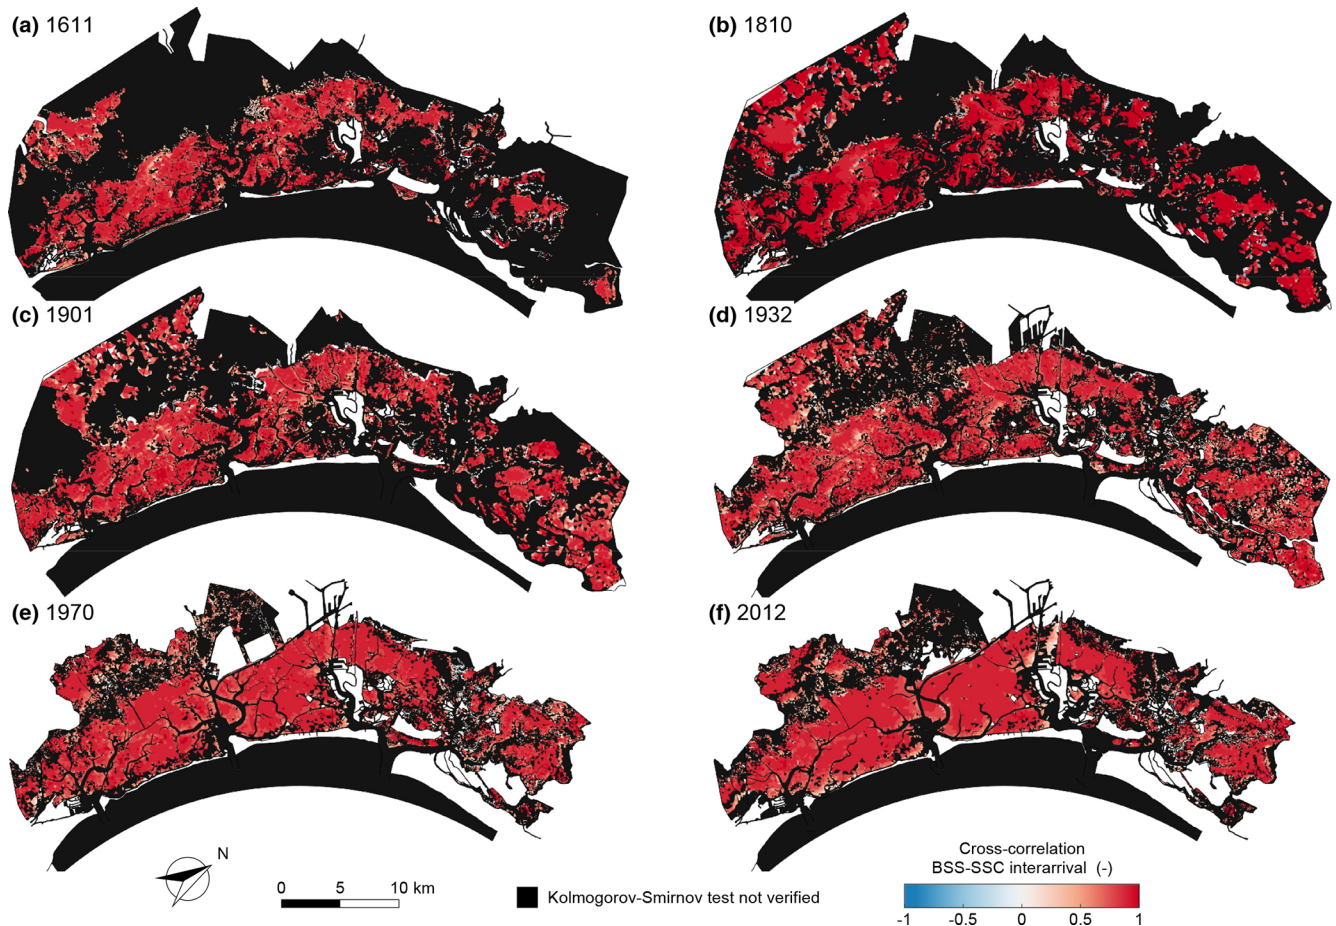 (a) 1611
(b) 1810
(c) 1901
(d) 1932
(e) 1970
(f) 2012
N
0 5 10 km
Kolmogorov-Smirnov test not verified
Cross-correlation
BSS-SSC interarrival (-)
-1 -0.5 0 0.5 1